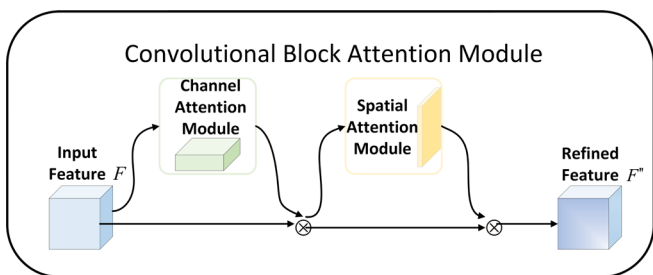 Convolutional Block Attention Module
Channel
Attention
Module
Spatial
Attention
Module
Input
Feature F
Refined
Feature F"
⊗
⊗